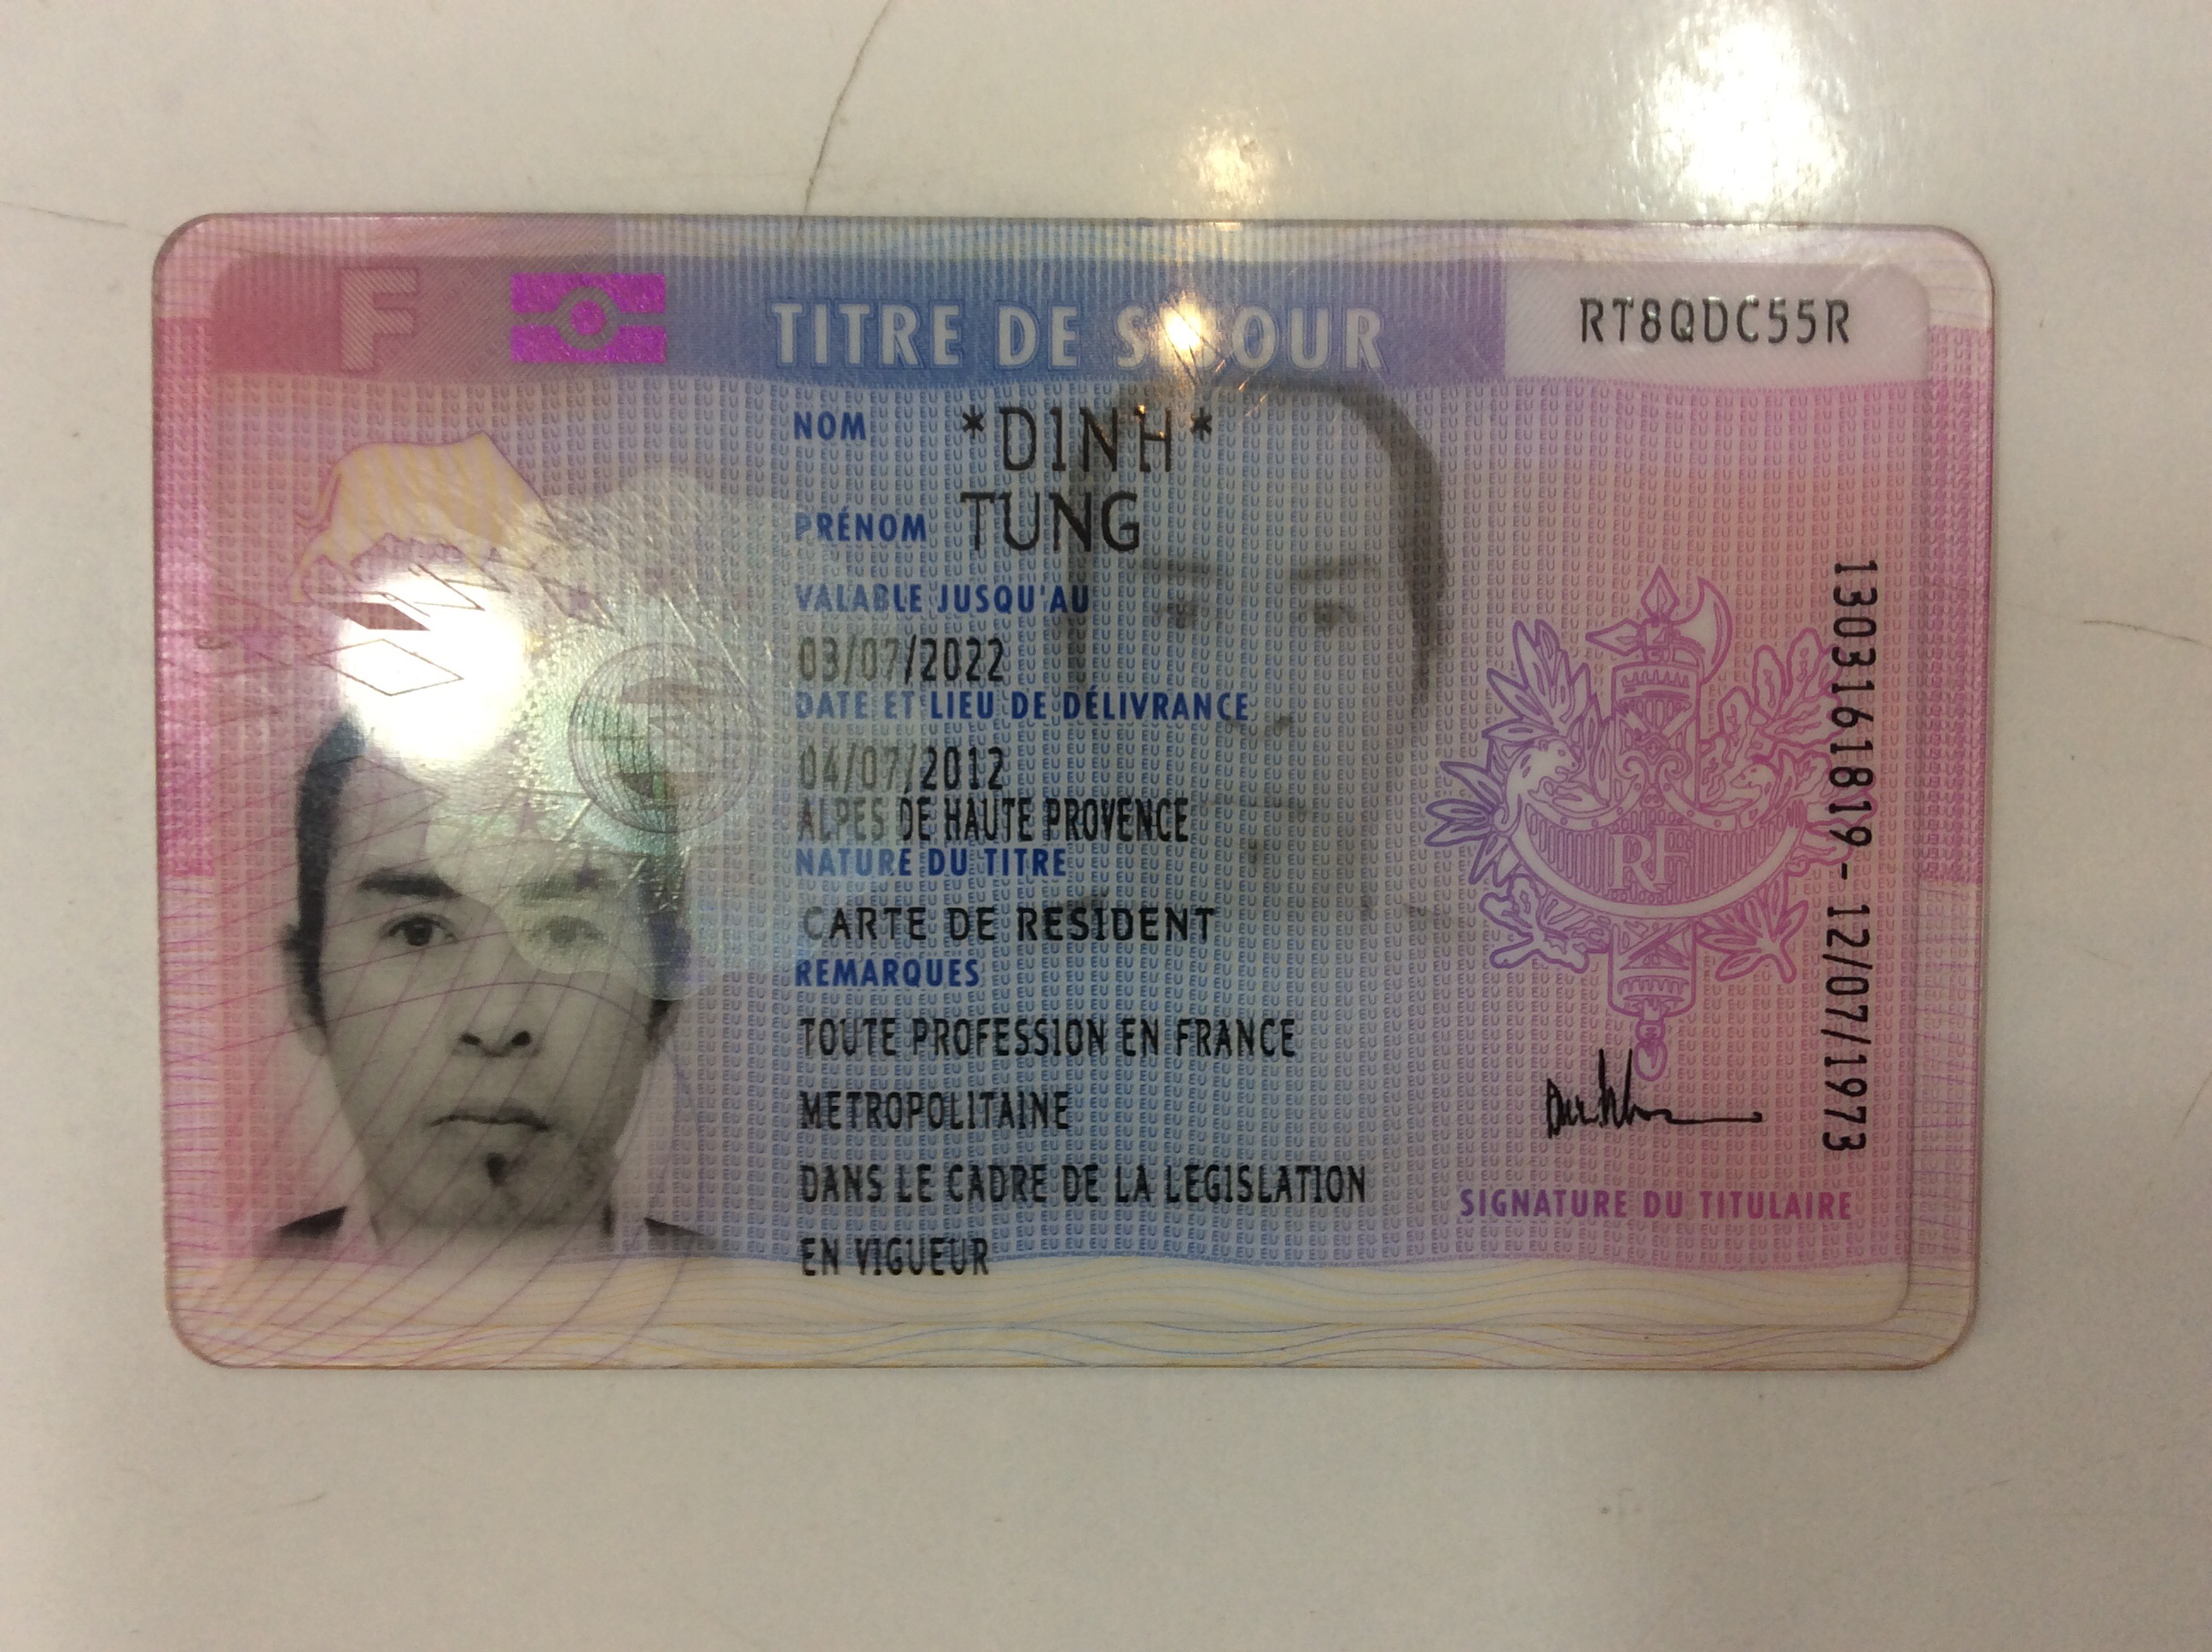 F
TITRE DE SÉJOUR
RT8QDC55R
NOM *DINH*
PRÉNOM TUNG
VALABLE JUSQU'AU
03/07/2022
DATE ET LIEU DE DÉLIVRANCE
04/07/2012
ALPES DE HAUTE PROVENCE
NATURE DU TITRE
CARTE DE RESIDENT
REMARQUES
TOUTE PROFESSION EN FRANCE
METROPOLITAINE
DANS LE CADRE DE LA LEGISLATION
EN VIGUEUR
RF
SIGNATURE DU TITULAIRE
1303161819- 12/07/1973